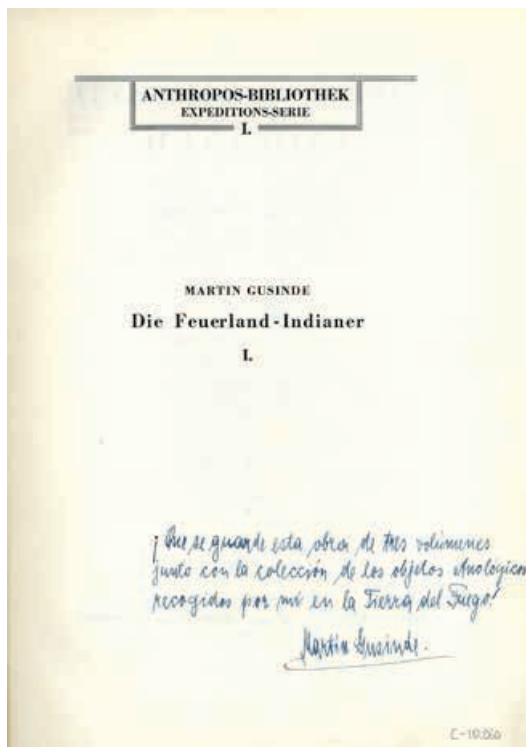 ANTHROPOS-BIBLIOTHEK
EXPEDITIONS-SERIE
I.
MARTIN GUSINDE
Die Feuerland-Indianer
I.
¡ Que se guarde esta obra de tres volúmenes
junto con la colección de los objetos etnológicos
recogidos por mí en la Tierra del Fuego!
Martin Gusinde.